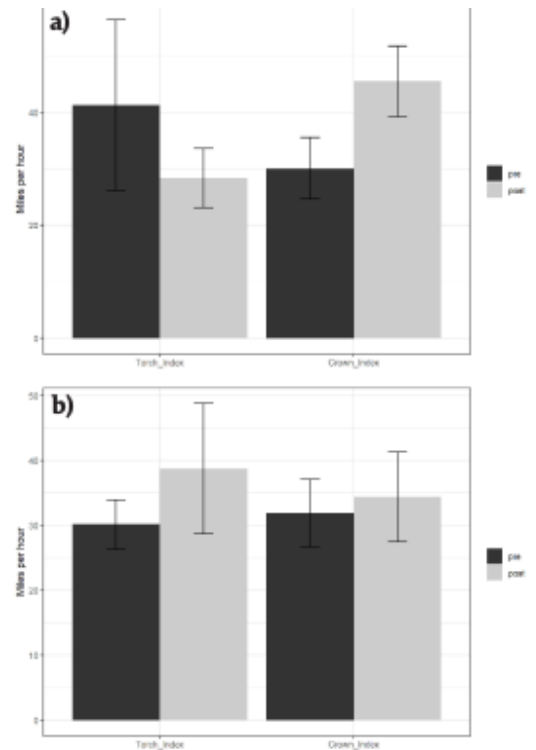 a)
Miles per hour
40
20
0
Torch_Index Crown_Index
pre
post
b)
Miles per hour
50
40
30
20
10
0
Torch_Index Crown_Index
pre
post